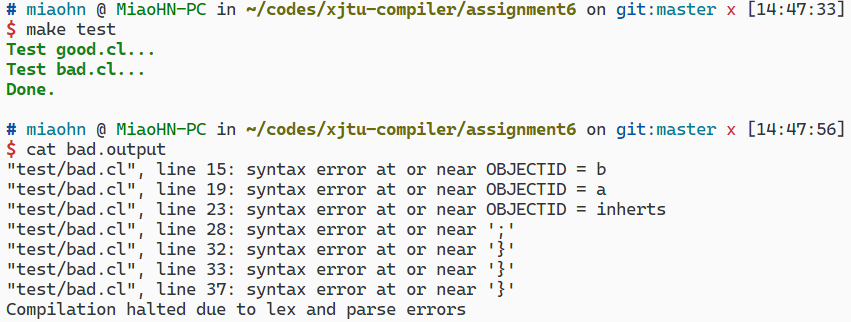 # miaohn @ MiaoHN-PC in ~/codes/xjtu-compiler/assignment6 on git:master x [14:47:33]
$ make test
Test good.cl...
Test bad.cl...
Done.
# miaohn @ MiaoHN-PC in ~/codes/xjtu-compiler/assignment6 on git:master x [14:47:56]
$ cat bad.output
"test/bad.cl", line 15: syntax error at or near OBJECTID = b
"test/bad.cl", line 19: syntax error at or near OBJECTID = a
"test/bad.cl", line 23: syntax error at or near OBJECTID = inherts
"test/bad.cl", line 28: syntax error at or near ';'
"test/bad.cl", line 32: syntax error at or near '}'
"test/bad.cl", line 33: syntax error at or near '}'
"test/bad.cl", line 37: syntax error at or near '}'
Compilation halted due to lex and parse errors